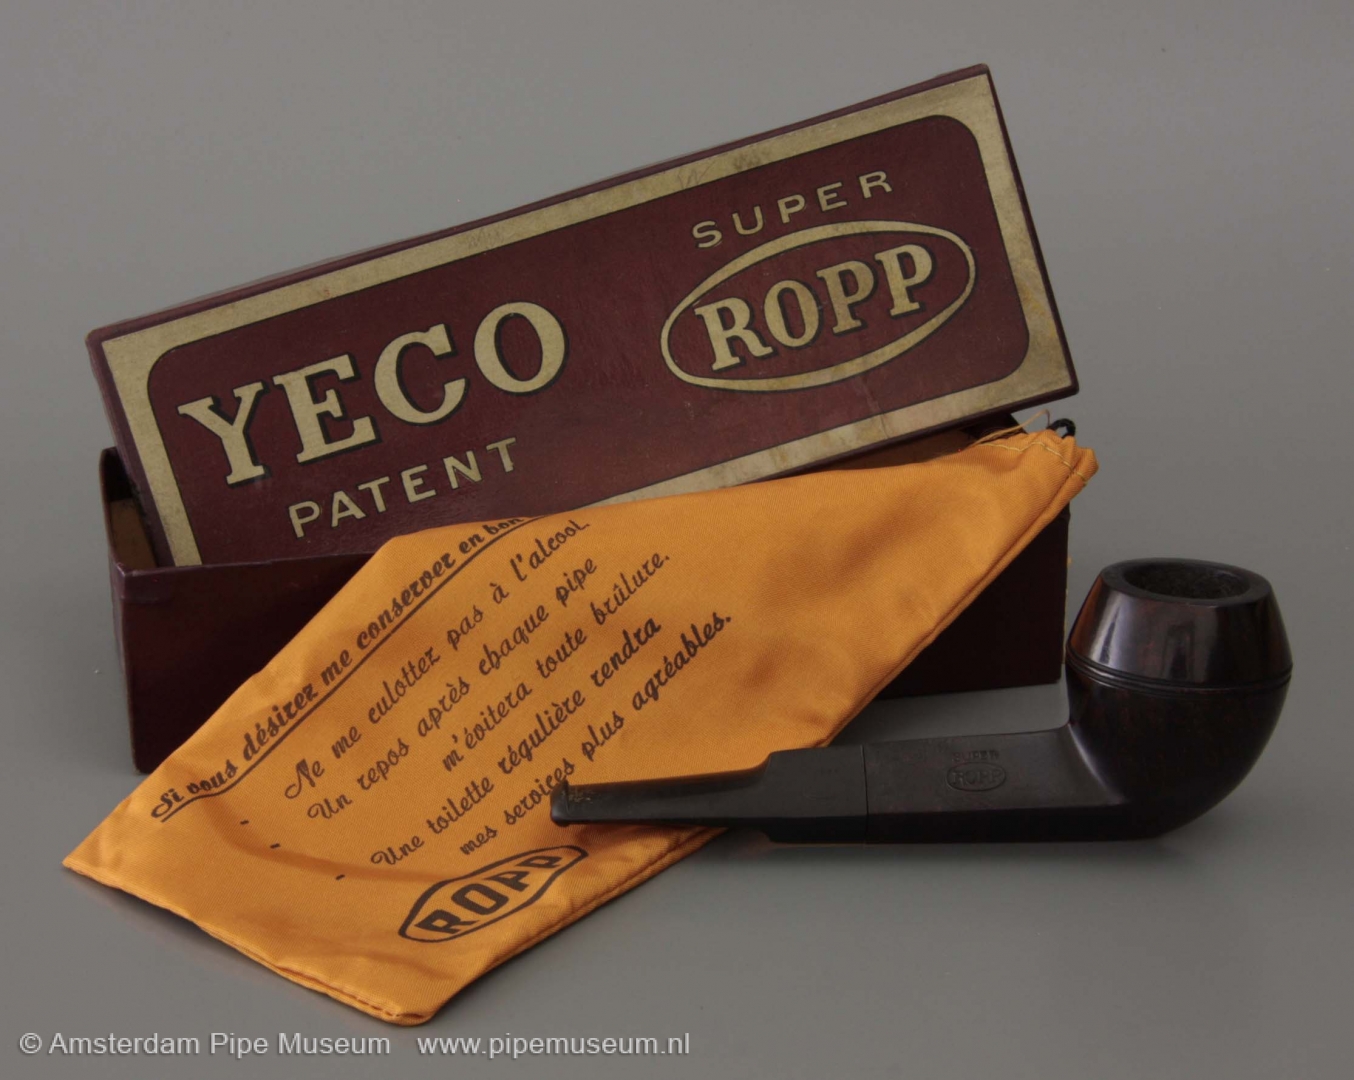 YECO
PATENT
SUPER
ROPP
Si vous désirez me conserver en bon
Ne me culottez pas à l'alcool.
Un repos après chaque pipe
m'évitera toute brûlure.
Une toilette régulière rendra
mes services plus agréables.
ROPP
SUPER
ROPP
© Amsterdam Pipe Museum www.pipemuseum.nl